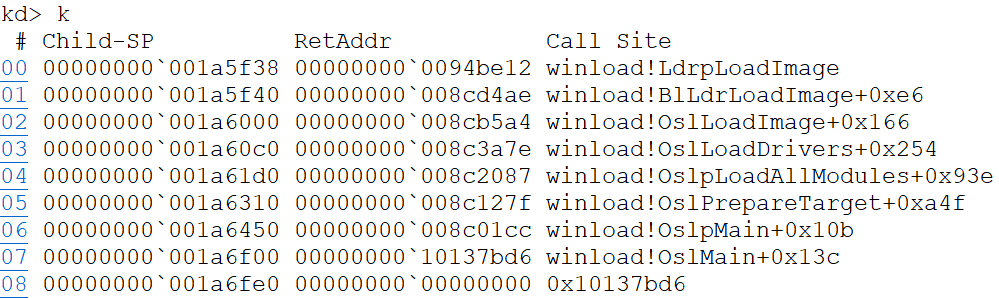 kd> k
 # Child-SP          RetAddr           Call Site
00 00000000`001a5f38 00000000`0094be12 winload!LdrpLoadImage
01 00000000`001a5f40 00000000`008cd4ae winload!BlLdrLoadImage+0xe6
02 00000000`001a6000 00000000`008cb5a4 winload!OslLoadImage+0x166
03 00000000`001a60c0 00000000`008c3a7e winload!OslLoadDrivers+0x254
04 00000000`001a61d0 00000000`008c2087 winload!OslpLoadAllModules+0x93e
05 00000000`001a6310 00000000`008c127f winload!OslPrepareTarget+0xa4f
06 00000000`001a6450 00000000`008c01cc winload!OslpMain+0x10b
07 00000000`001a6f00 00000000`10137bd6 winload!OslMain+0x13c
08 00000000`001a6fe0 00000000`00000000 0x10137bd6